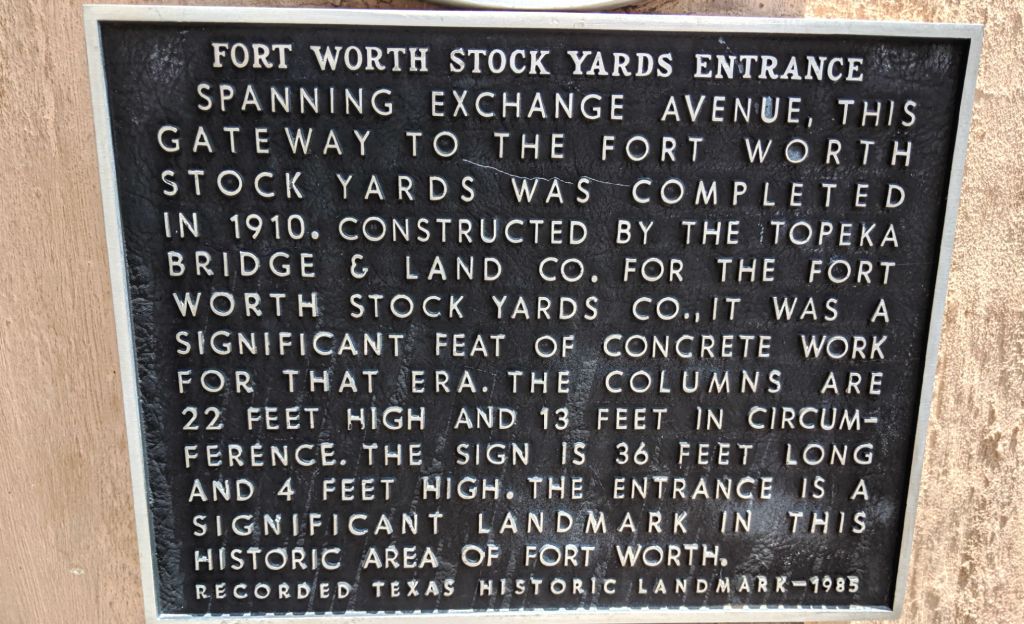 FORT WORTH STOCK YARDS ENTRANCE
SPANNING EXCHANGE AVENUE, THIS
GATEWAY TO THE FORT WORTH
STOCK YARDS WAS COMPLETED
IN 1910. CONSTRUCTED BY THE TOPEKA
BRIDGE & LAND CO. FOR THE FORT
WORTH STOCK YARDS CO., IT WAS A
SIGNIFICANT FEAT OF CONCRETE WORK
FOR THAT ERA. THE COLUMNS ARE
22 FEET HIGH AND 13 FEET IN CIRCUM-
FERENCE. THE SIGN IS 36 FEET LONG
AND 4 FEET HIGH. THE ENTRANCE IS A
SIGNIFICANT LANDMARK IN THIS
HISTORIC AREA OF FORT WORTH.
RECORDED TEXAS HISTORIC LANDMARK-1985